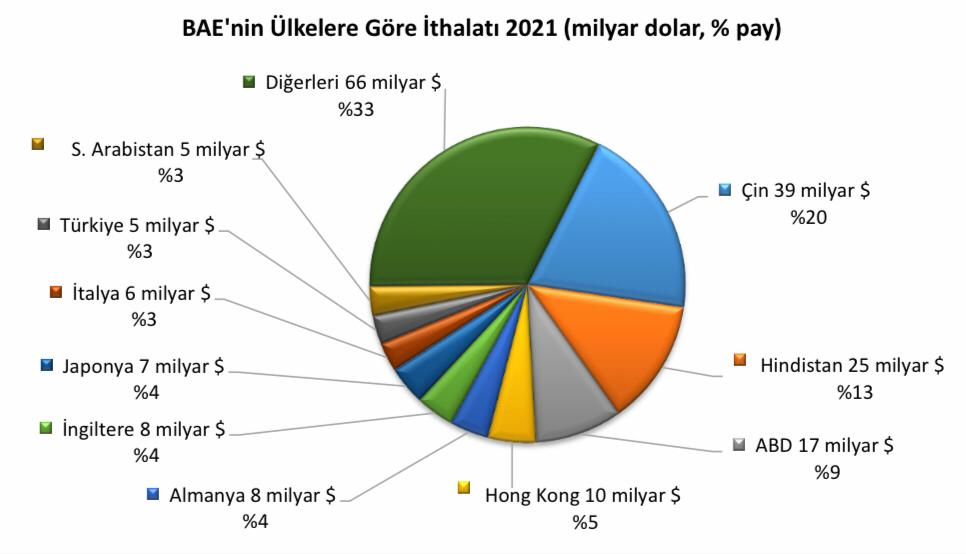 BAE'nin Ülkelere Göre İthalatı 2021 (milyar dolar, % pay)
Diğerleri 66 milyar $
%33
S. Arabistan 5 milyar $
%3
Türkiye 5 milyar $
%3
İtalya 6 milyar $
%3
Japonya 7 milyar $
%4
İngiltere 8 milyar $
%4
Almanya 8 milyar $
%4
Hong Kong 10 milyar $
%5
ABD 17 milyar $
%9
Hindistan 25 milyar $
%13
Çin 39 milyar $
%20